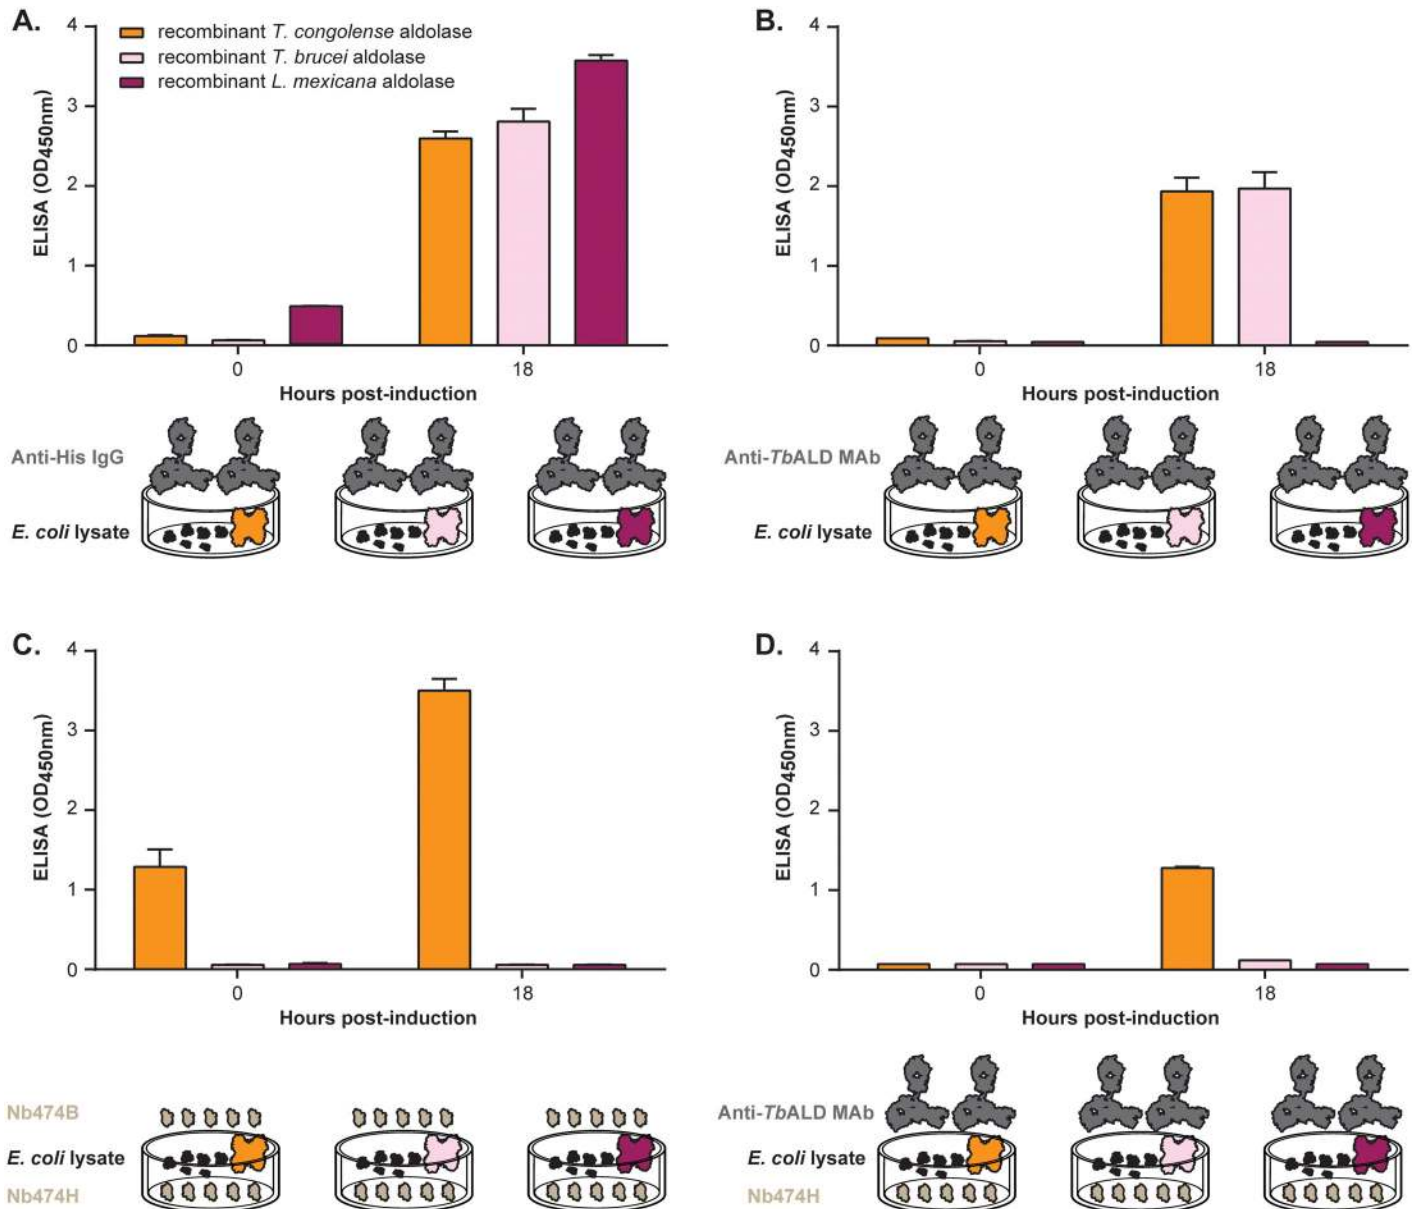 A.
4
3
2
1
0
ELISA (OD450nm)
recombinant T. congolense aldolase
recombinant T. brucei aldolase
recombinant L. mexicana aldolase
0 18
Hours post-induction
Anti-His IgG
E. coli lysate
B.
4
3
2
1
0
ELISA (OD450nm)
0 18
Hours post-induction
Anti-TbALD MAb
E. coli lysate
C.
4
3
2
1
0
ELISA (OD450nm)
0 18
Hours post-induction
Nb474B
E. coli lysate
Nb474H
D.
4
3
2
1
0
ELISA (OD450nm)
0 18
Hours post-induction
Anti-TbALD MAb
E. coli lysate
Nb474H